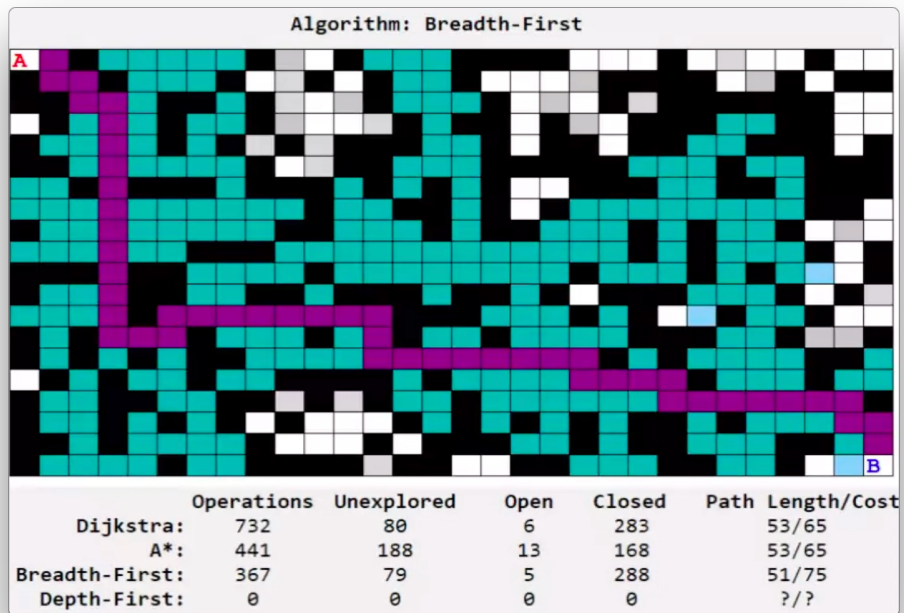 Algorithm: Breadth-First
A
B
Operations Unexplored Open Closed Path Length/Cost
Dijkstra: 732 80 6 283 53/65
A*: 441 188 13 168 53/65
Breadth-First: 367 79 5 288 51/75
Depth-First: 0 0 0 0 ?/?